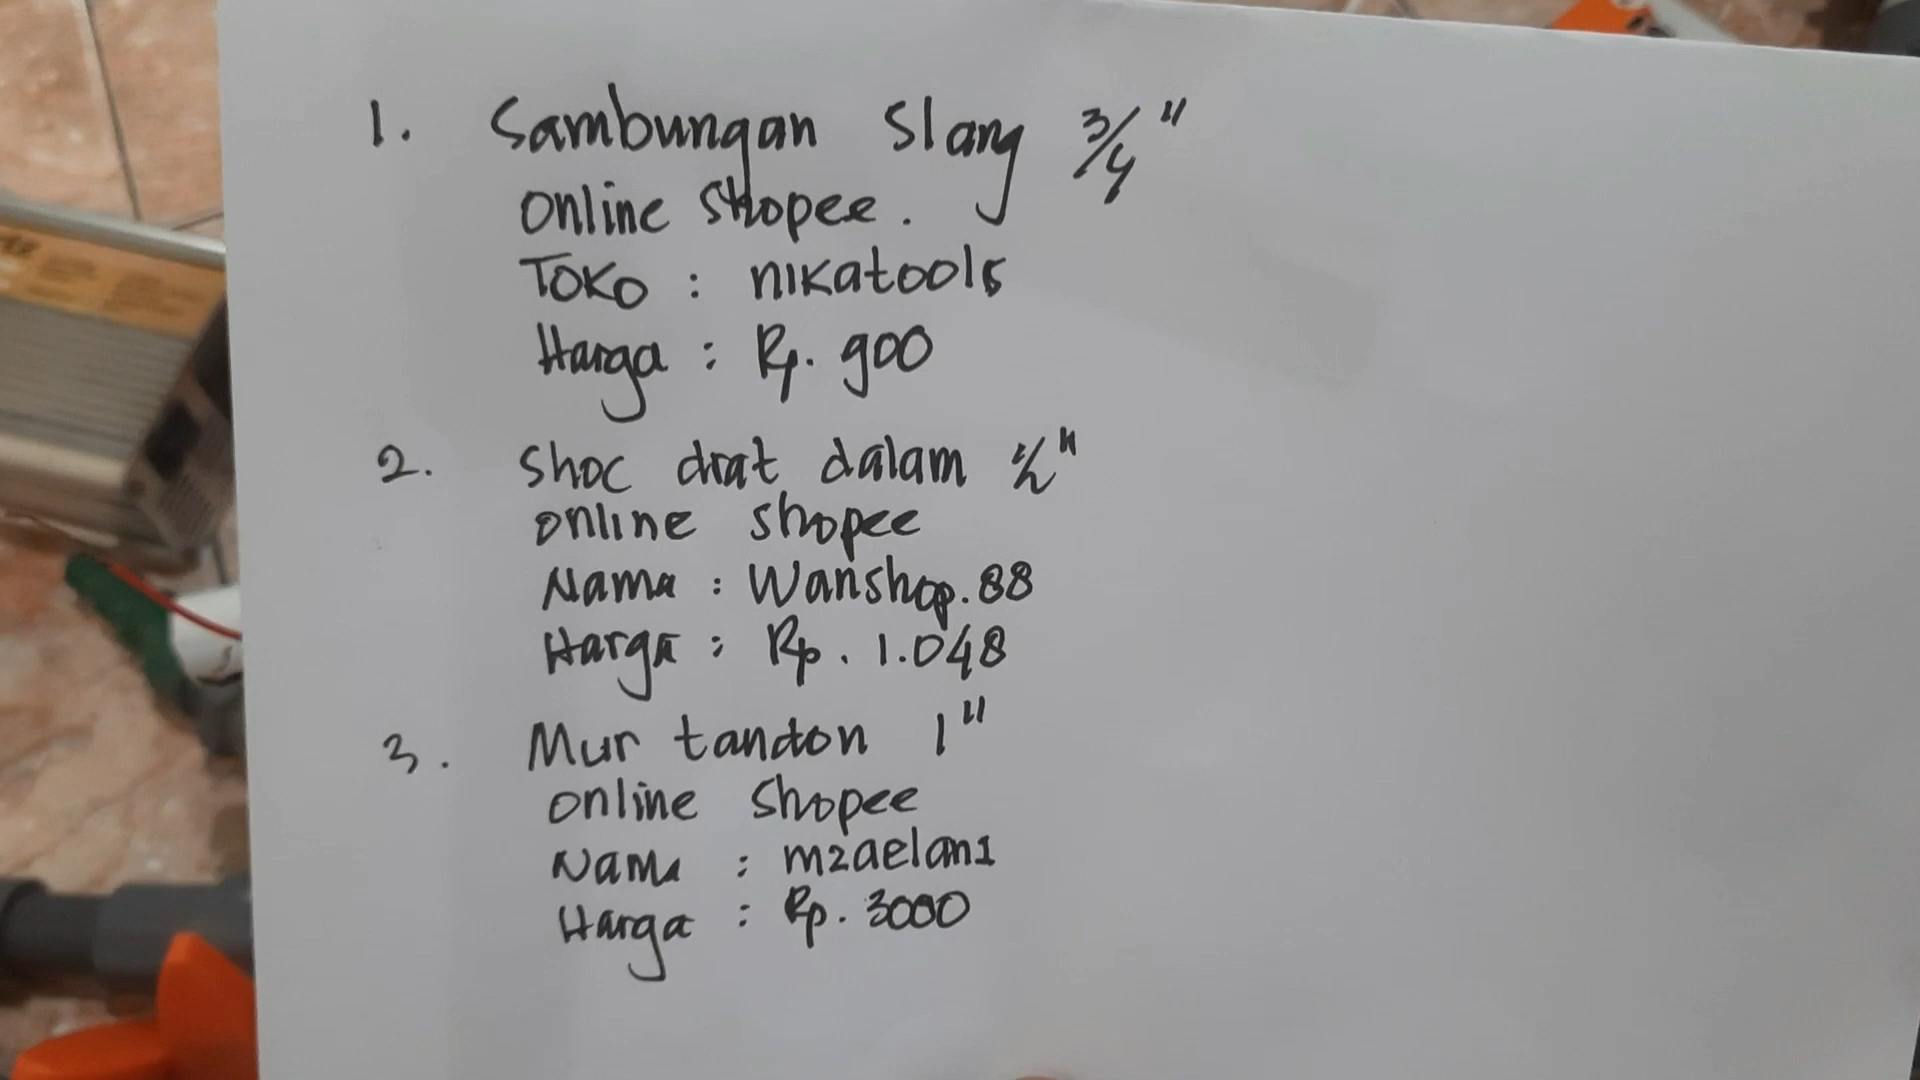 1. Sambungan Slang 3/4"
Online Shopee.
Toko : nikatools
Harga : Rp. 900
2. Shoc drat dalam 1/2"
online shopee
Nama : Wanshop.88
Harga : Rp. 1.048
3. Mur tandon 1"
online Shopee
Nama : mzaelan1
Harga : Rp. 3000